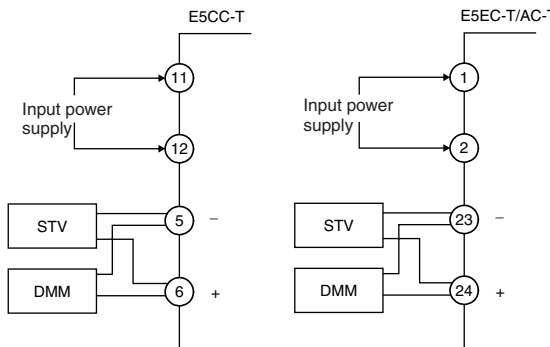 E5CC-T
11
Input power
supply
12
STV
5
−
DMM
6
+
E5EC-T/AC-T
1
Input power
supply
2
STV
23
−
DMM
24
+